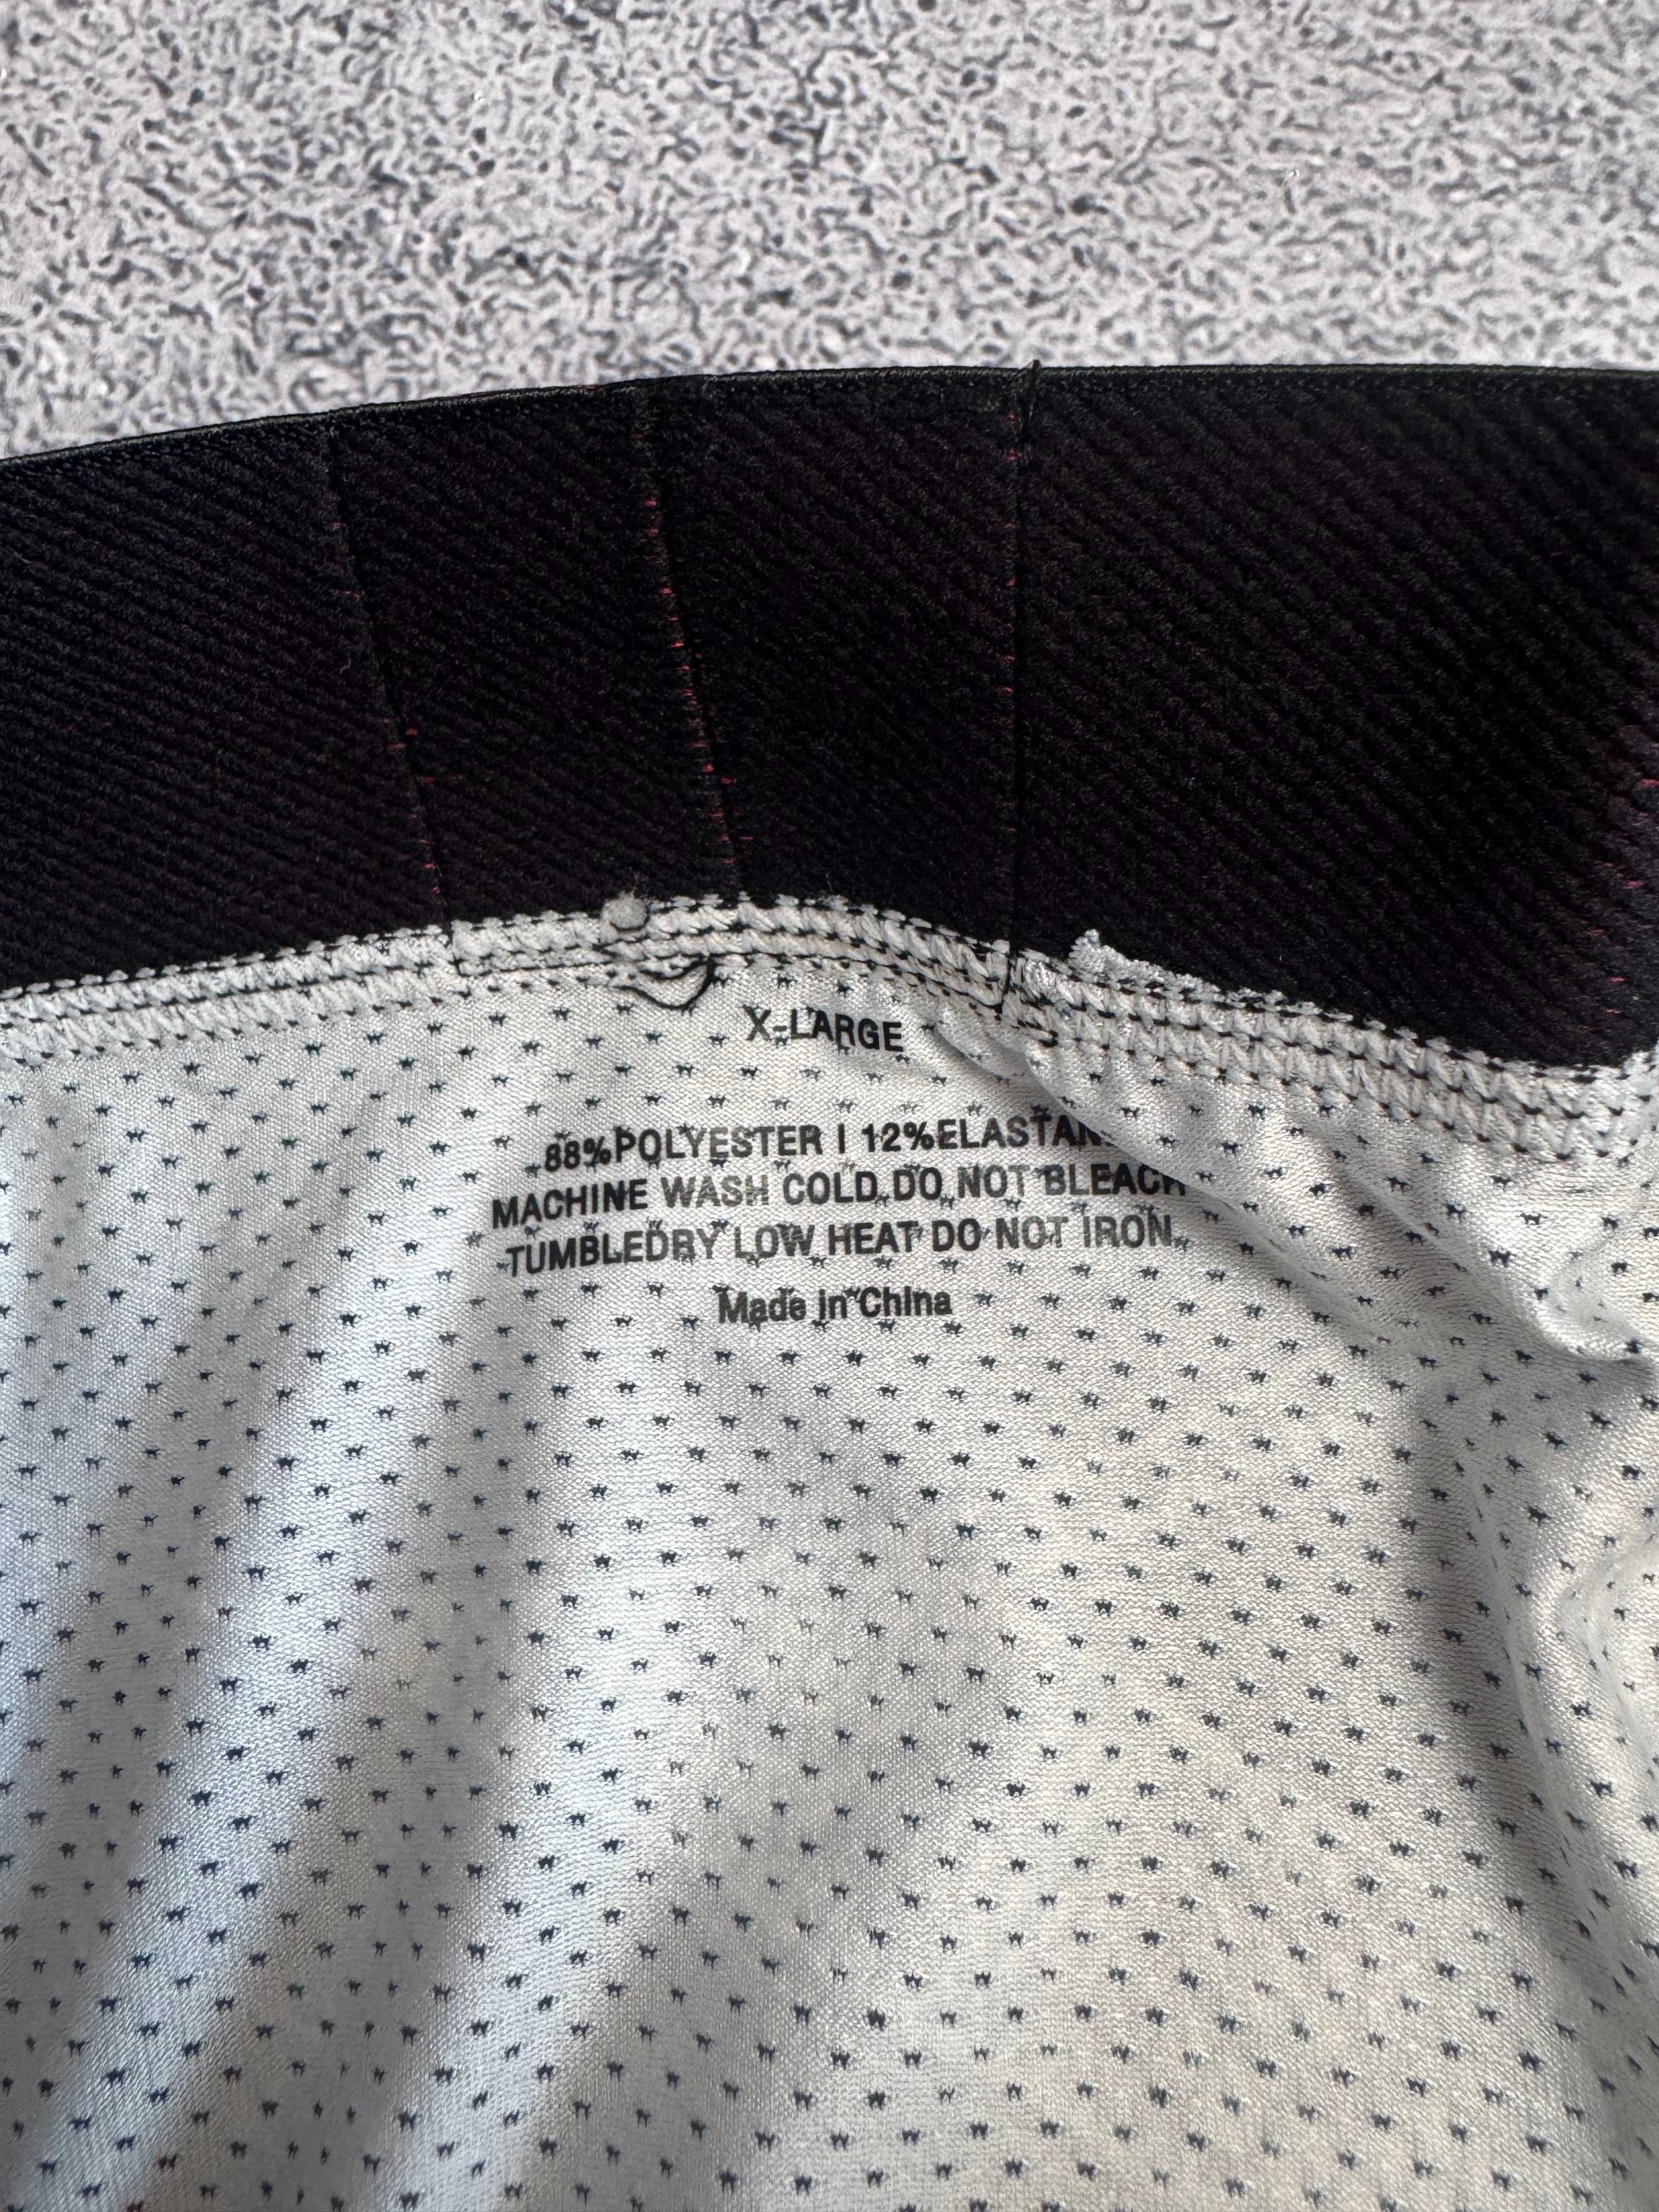 X-LARGE
88%POLYESTER | 12%ELASTAN
MACHINE WASH COLD.DO NOT BLEACH
TUMBLEDRY LOW HEAT DO NOT IRON.
Made in China